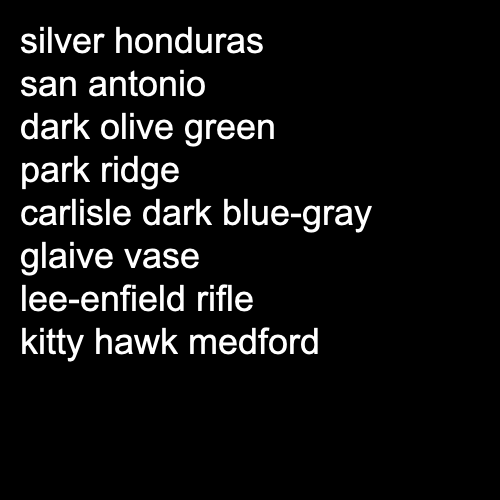 silver honduras
san antonio
dark olive green
park ridge
carlisle dark blue-gray
glaive vase
lee-enfield rifle
kitty hawk medford